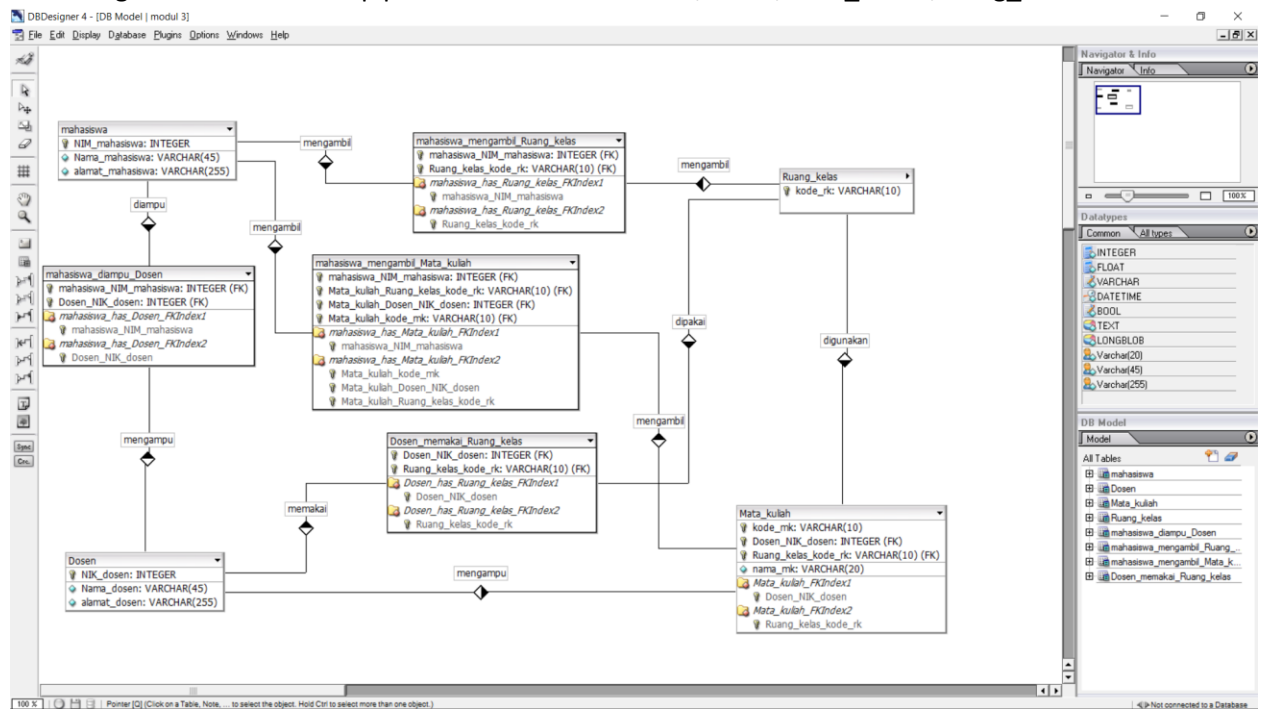 DBDesigner 4 - [DB Model | modul 3]
File Edit Display Database Plugins Options Windows Help
mahasiswa
NIM_mahasiswa: INTEGER
Nama_mahasiswa: VARCHAR(45)
alamat_mahasiswa: VARCHAR(255)
mengambil
mahasiswa_mengambil_Ruang_kelas
mahasiswa_NIM_mahasiswa: INTEGER (FK)
Ruang_kelas_kode_rk: VARCHAR(10) (FK)
mahasiswa_has_Ruang_kelas_FKIndex1
mahasiswa_NIM_mahasiswa
mahasiswa_has_Ruang_kelas_FKIndex2
Ruang_kelas_kode_rk
mengambil
Ruang_kelas
kode_rk: VARCHAR(10)
diampu
mengambil
mahasiswa_diampu_Dosen
mahasiswa_NIM_mahasiswa: INTEGER (FK)
Dosen_NIK_dosen: INTEGER (FK)
mahasiswa_has_Dosen_FKIndex1
mahasiswa_NIM_mahasiswa
mahasiswa_has_Dosen_FKIndex2
Dosen_NIK_dosen
mahasiswa_mengambil_Mata_kuliah
mahasiswa_NIM_mahasiswa: INTEGER (FK)
Mata_kuliah_Ruang_kelas_kode_rk: VARCHAR(10) (FK)
Mata_kuliah_Dosen_NIK_dosen: INTEGER (FK)
Mata_kuliah_kode_mk: VARCHAR(10) (FK)
mahasiswa_has_Mata_kuliah_FKIndex1
mahasiswa_NIM_mahasiswa
mahasiswa_has_Mata_kuliah_FKIndex2
Mata_kuliah_kode_mk
Mata_kuliah_Dosen_NIK_dosen
Mata_kuliah_Ruang_kelas_kode_rk
dipakai
digunakan
mengampu
mengambil
Dosen_memakai_Ruang_kelas
Dosen_NIK_dosen: INTEGER (FK)
Ruang_kelas_kode_rk: VARCHAR(10) (FK)
Dosen_has_Ruang_kelas_FKIndex1
Dosen_NIK_dosen
Dosen_has_Ruang_kelas_FKIndex2
Ruang_kelas_kode_rk
memakai
Dosen
NIK_dosen: INTEGER
Nama_dosen: VARCHAR(45)
alamat_dosen: VARCHAR(255)
mengampu
Mata_kuliah
kode_mk: VARCHAR(10)
Dosen_NIK_dosen: INTEGER (FK)
Ruang_kelas_kode_rk: VARCHAR(10) (FK)
nama_mk: VARCHAR(20)
Mata_kuliah_FKIndex1
Dosen_NIK_dosen
Mata_kuliah_FKIndex2
Ruang_kelas_kode_rk
Navigator & Info
Navigator Info
100%
Datatypes
Common All types
INTEGER
FLOAT
VARCHAR
DATETIME
BOOL
TEXT
LONGBLOB
Varchar(20)
Varchar(45)
Varchar(255)
DB Model
Model
All Tables
mahasiswa
Dosen
Mata_kuliah
Ruang_kelas
mahasiswa_diampu_Dosen
mahasiswa_mengambil_Ruang_...
mahasiswa_mengambil_Mata_k...
Dosen_memakai_Ruang_kelas
Sync
100 %
Pointer [Q] (Click on a Table, Note, ... to select the object. Hold Ctrl to select more than one object.)
Not connected to a Database